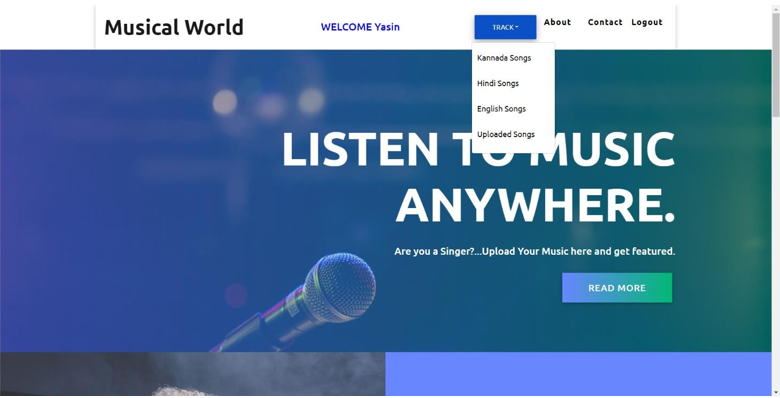 Musical World
WELCOME Yasin
TRACK
About
Contact
Logout
Kannada Songs
Hindi Songs
English Songs
Uploaded Songs
LISTEN TO MUSIC
ANYWHERE.
Are you a Singer?...Upload Your Music here and get featured.
READ MORE